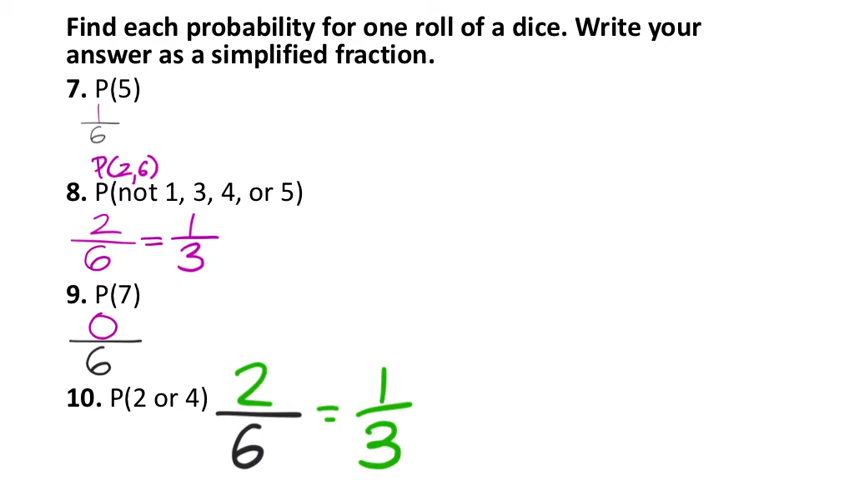 Find each probability for one roll of a dice. Write your
answer as a simplified fraction.
7. P(5)
1/6
P(2,6)
8. P(not 1, 3, 4, or 5)
2/6 = 1/3
9. P(7)
0/6
10. P(2 or 4) 2/6 = 1/3